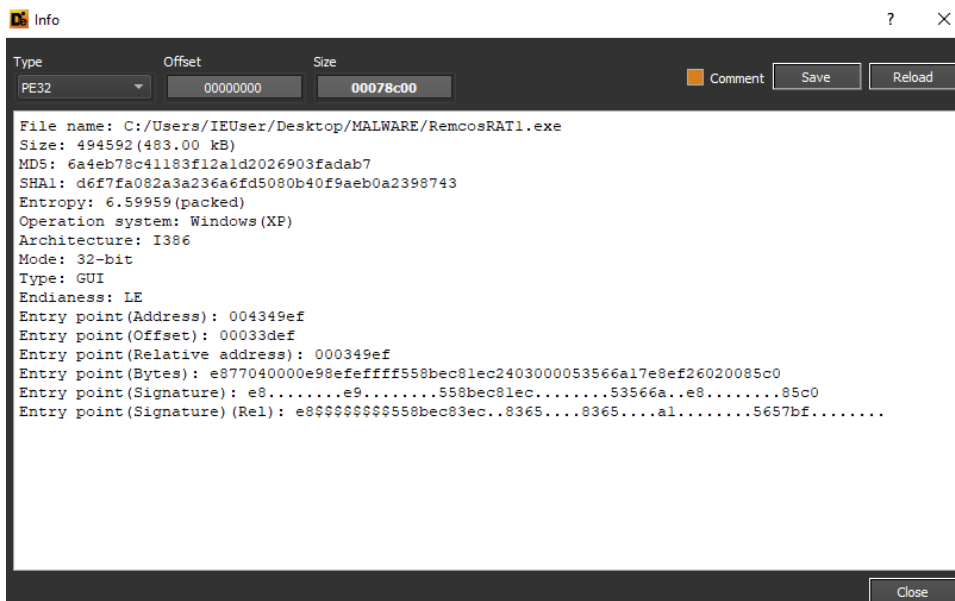 De Info ? ×
Type Offset Size
PE32 00000000 00078c00 Comment Save Reload
File name: C:/Users/IEUser/Desktop/MALWARE/RemcosRAT1.exe
Size: 494592(483.00 kB)
MD5: 6a4eb78c41183f12a1d2026903fadab7
SHA1: d6f7fa082a3a236a6fd5080b40f9aeb0a2398743
Entropy: 6.59959(packed)
Operation system: Windows(XP)
Architecture: I386
Mode: 32-bit
Type: GUI
Endianess: LE
Entry point(Address): 004349ef
Entry point(Offset): 00033def
Entry point(Relative address): 000349ef
Entry point(Bytes): e877040000e98efeffff558bec81ec2403000053566a17e8ef26020085c0
Entry point(Signature): e8........e9........558bec81ec........53566a..e8........85c0
Entry point(Signature)(Rel): e8$$$$$$$$558bec83ec..8365....8365....a1........5657bf........
Close